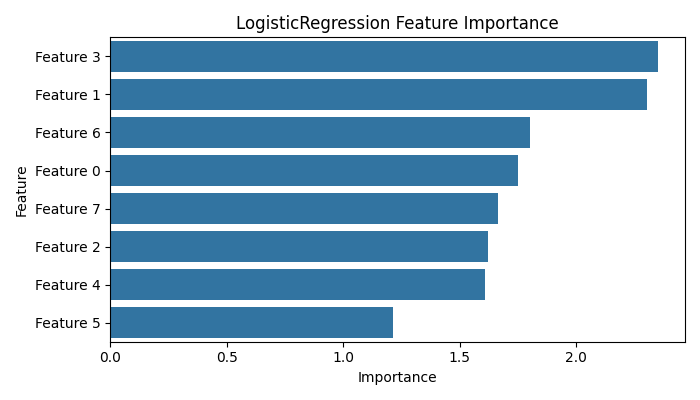 LogisticRegression Feature Importance
Feature 3
Feature 1
Feature 6
Feature 0
Feature 7
Feature 2
Feature 4
Feature 5
Feature
0.0 0.5 1.0 1.5 2.0
Importance